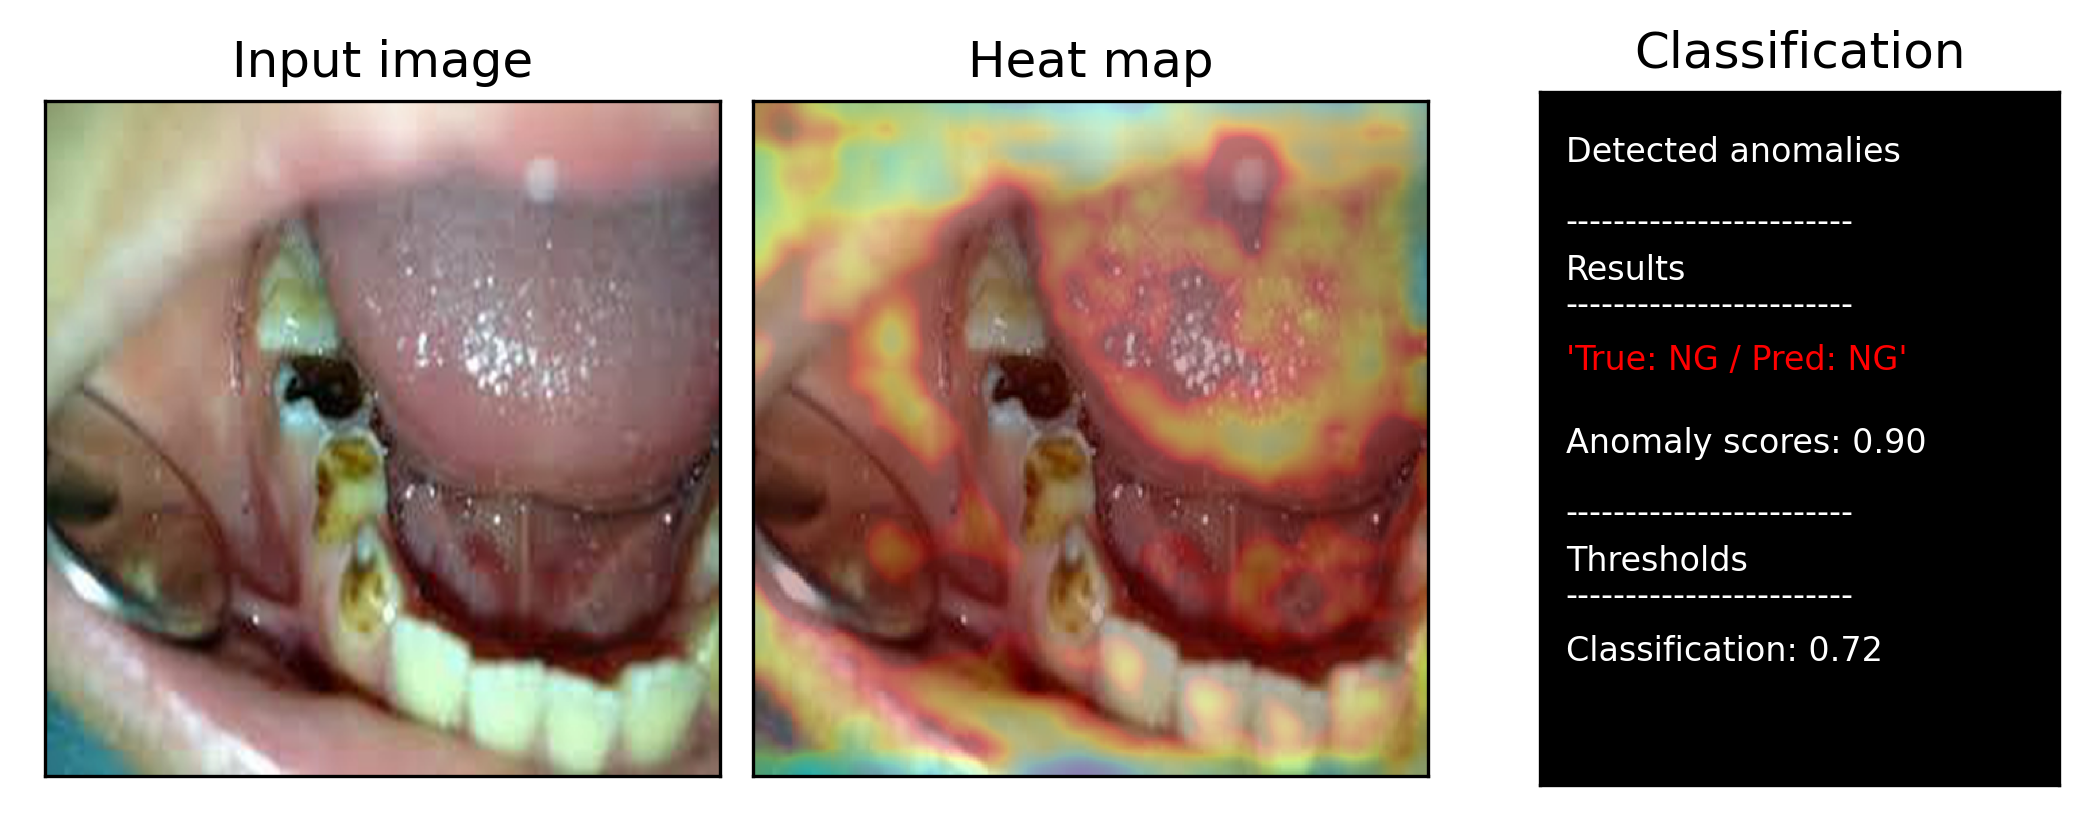 Input image
Heat map
Classification
Detected anomalies
------------------------
Results
------------------------
'True: NG / Pred: NG'
Anomaly scores: 0.90
------------------------
Thresholds
------------------------
Classification: 0.72